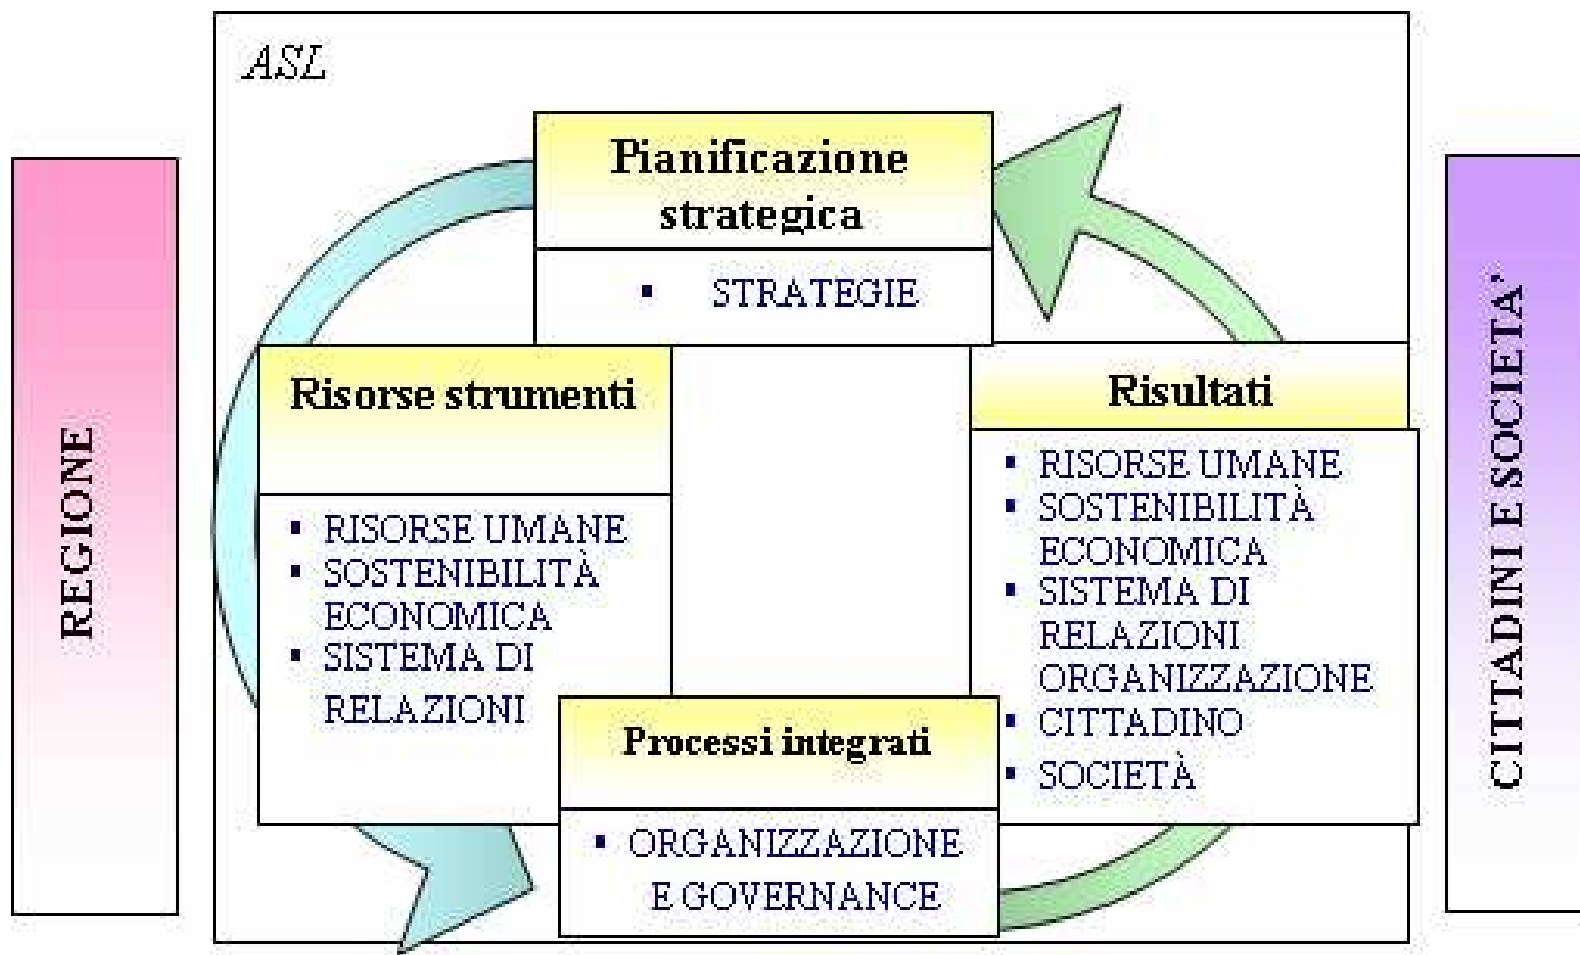 ASL
REGIONE
Pianificazione
strategica
▪ STRATEGIE
Risorse strumenti
▪ RISORSE UMANE
▪ SOSTENIBILITÀ
ECONOMICA
▪ SISTEMA DI
RELAZIONI
Processi integrati
▪ ORGANIZZAZIONE
E GOVERNANCE
Risultati
▪ RISORSE UMANE
▪ SOSTENIBILITÀ
ECONOMICA
▪ SISTEMA DI
RELAZIONI
ORGANIZZAZIONE
▪ CITTADINO
▪ SOCIETÀ
CITTADINI E SOCIETA'